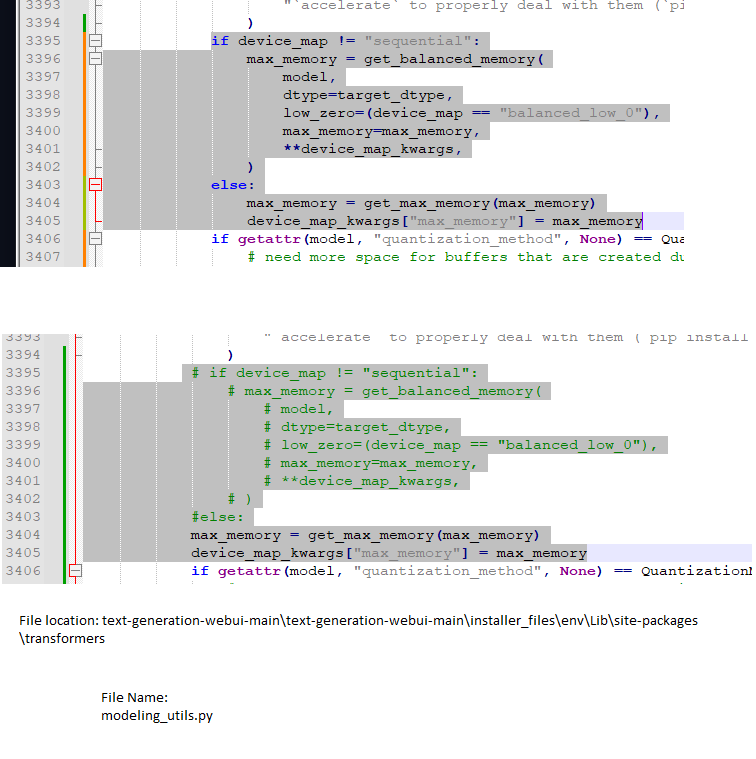 3393 "`accelerate` to properly deal with them (`pi
3394 )
3395 if device_map != "sequential":
3396 max_memory = get_balanced_memory(
3397 model,
3398 dtype=target_dtype,
3399 low_zero=(device_map == "balanced_low_0"),
3400 max_memory=max_memory,
3401 **device_map_kwargs,
3402 )
3403 else:
3404 max_memory = get_max_memory(max_memory)
3405 device_map_kwargs["max_memory"] = max_memory
3406 if getattr(model, "quantization_method", None) == Qua
3407 # need more space for buffers that are created du
3393 " accelerate to properly deal with them ( pip install
3394 )
3395 # if device_map != "sequential":
3396 # max_memory = get_balanced_memory(
3397 # model,
3398 # dtype=target_dtype,
3399 # low_zero=(device_map == "balanced_low_0"),
3400 # max_memory=max_memory,
3401 # **device_map_kwargs,
3402 # )
3403 #else:
3404 max_memory = get_max_memory(max_memory)
3405 device_map_kwargs["max_memory"] = max_memory
3406 if getattr(model, "quantization_method", None) == Quantization
File location: text-generation-webui-main\text-generation-webui-main\installer_files\env\Lib\site-packages
\transformers
File Name:
modeling_utils.py